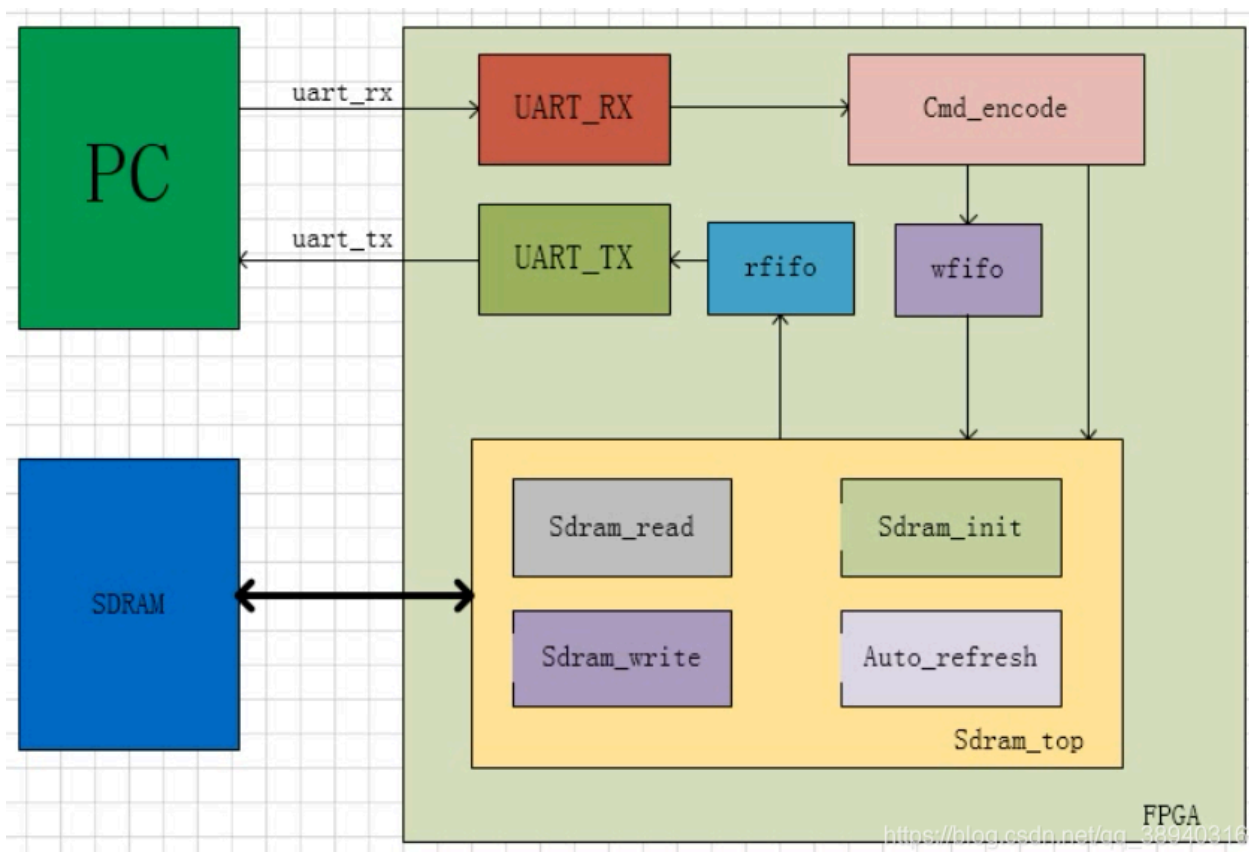 PC
uart_rx
UART_RX
Cmd_encode
uart_tx
UART_TX
rfifo
wfifo
SDRAM
Sdram_read
Sdram_init
Sdram_write
Auto_refresh
Sdram_top
FPGA
https://blog.csdn.net/qq_38940316